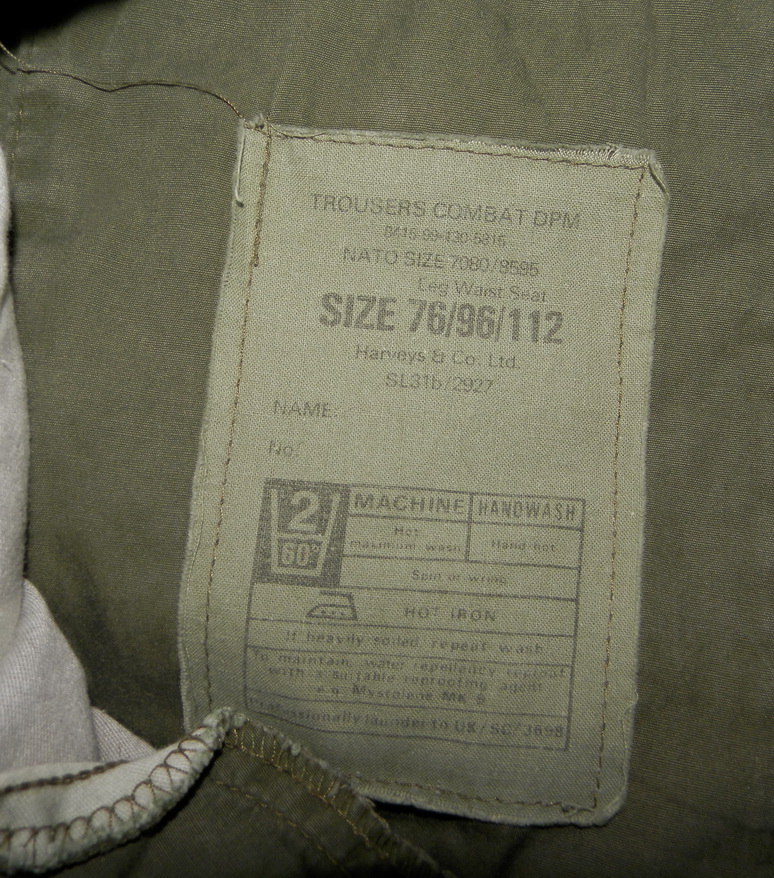 TROUSERS COMBAT DPM
8415-99-130-5815
NATO SIZE 7080/9595
Leg Waist Seat
SIZE 76/96/112
Harveys & Co. Ltd.
SL31b/2927
NAME:
No:
2 MACHINE HANDWASH
60° Hot maximum wash Hand hot
Spin or wring
HOT IRON
If heavily soiled repeat wash
To maintain water repellency reproof
with a suitable reproofing agent
e.g. Mystolene MK
Professionally launder to UK/SC/3698